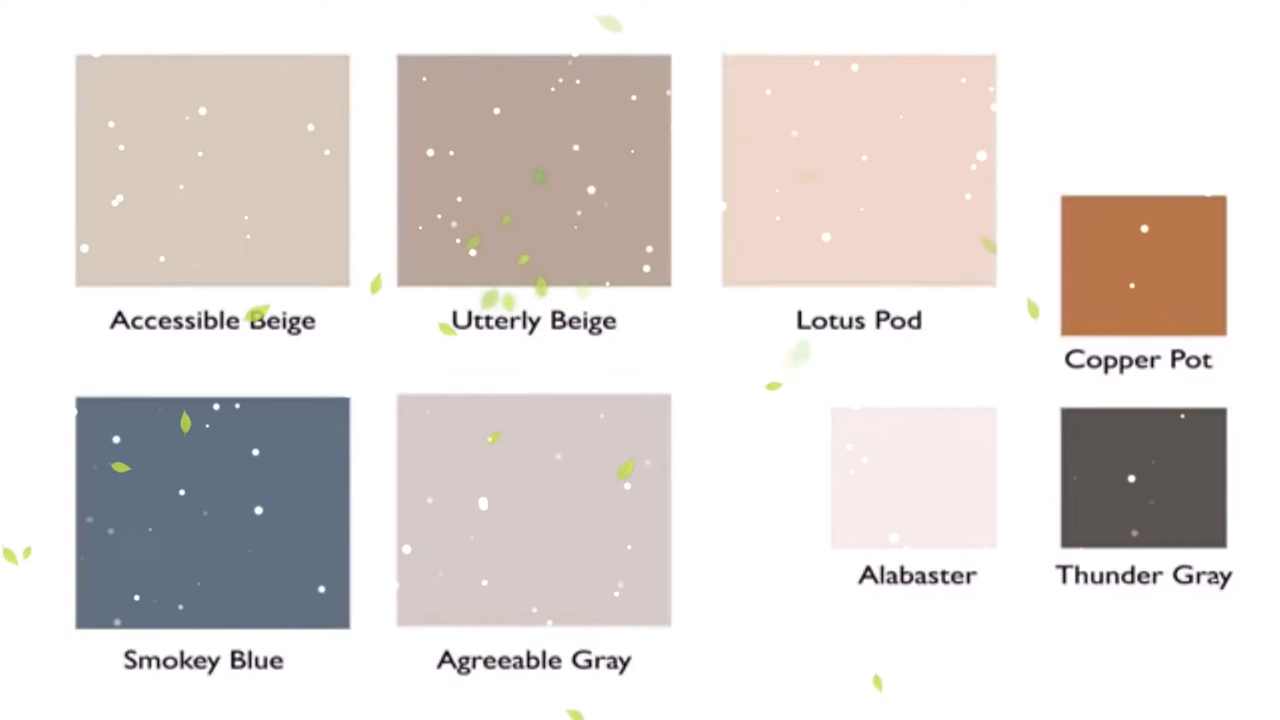 Accessible Beige
Utterly Beige
Lotus Pod
Copper Pot
Smokey Blue
Agreeable Gray
Alabaster
Thunder Gray